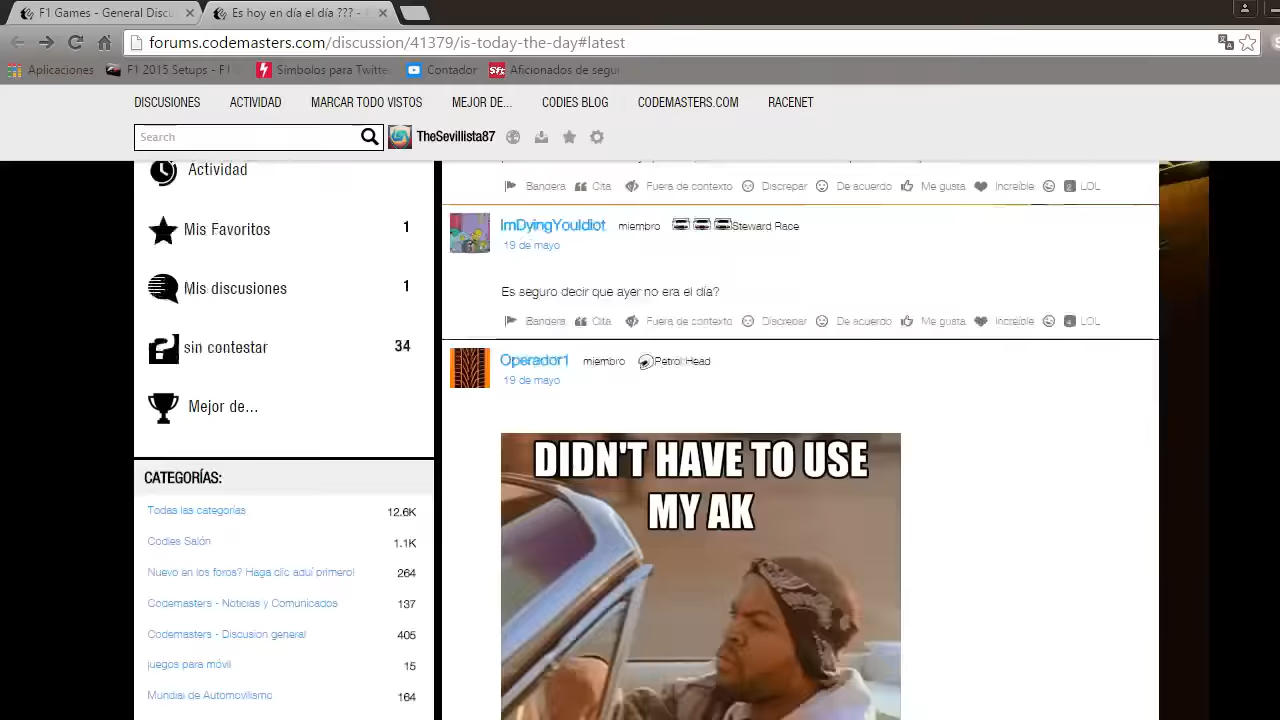 F1 Games - General Discu
Es hoy en día el día ??? -
forums.codemasters.com/discussion/41379/is-today-the-day#latest
Aplicaciones
F1 2015 Setups - F1
Símbolos para Twitte
Contador
Aficionados de segu
DISCUSIONES
ACTIVIDAD
MARCAR TODO VISTOS
MEJOR DE...
CODIES BLOG
CODEMASTERS.COM
RACENET
Search
TheSevillista87
Actividad
Mis Favoritos 1
Mis discusiones 1
sin contestar 34
Mejor de...
CATEGORÍAS:
Todas las categorías 12.6K
Codies Salón 1.1K
Nuevo en los foros? Haga clic aquí primero! 264
Codemasters - Noticias y Comunicados 137
Codemasters - Discusion general 405
juegos para móvil 15
Mundial de Automovilismo 164
Bandera Cita Fuera de contexto Discrepar De acuerdo Me gusta Increíble LOL
ImDyingYouIdiot miembro Steward Race
19 de mayo
Es seguro decir que ayer no era el día?
Bandera Cita Fuera de contexto Discrepar De acuerdo Me gusta Increíble LOL
Operador1 miembro Petrol Head
19 de mayo
DIDN'T HAVE TO USE
MY AK